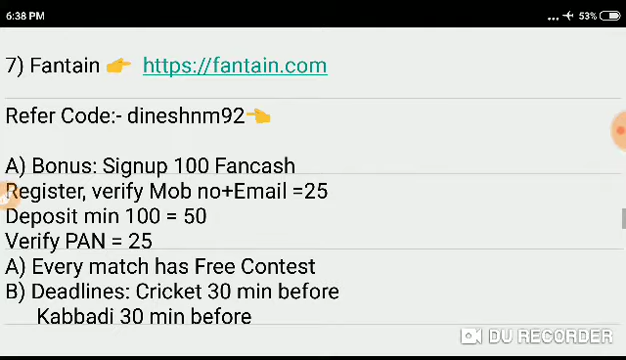 6:38 PM
... 53%
7) Fantain 👉 https://fantain.com
Refer Code:- dineshnm92👈
A) Bonus: Signup 100 Fancash
Register, verify Mob no+Email =25
Deposit min 100 = 50
Verify PAN = 25
A) Every match has Free Contest
B) Deadlines: Cricket 30 min before
Kabbadi 30 min before
DU RECORDER